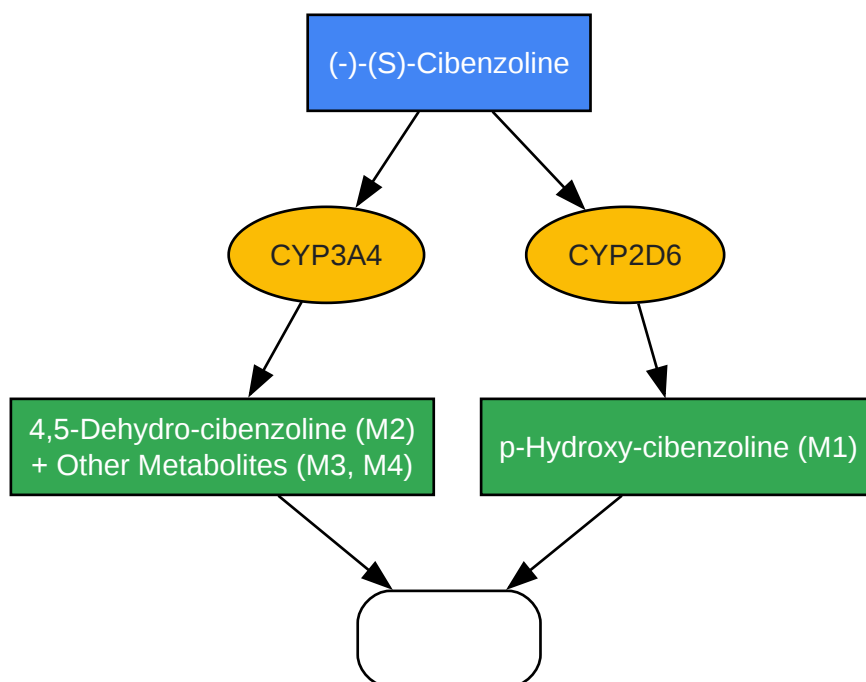 (-)-(S)-Cibenzoline
CYP3A4
CYP2D6
4,5-Dehydro-cibenzoline (M2)
+ Other Metabolites (M3, M4)
p-Hydroxy-cibenzoline (M1)